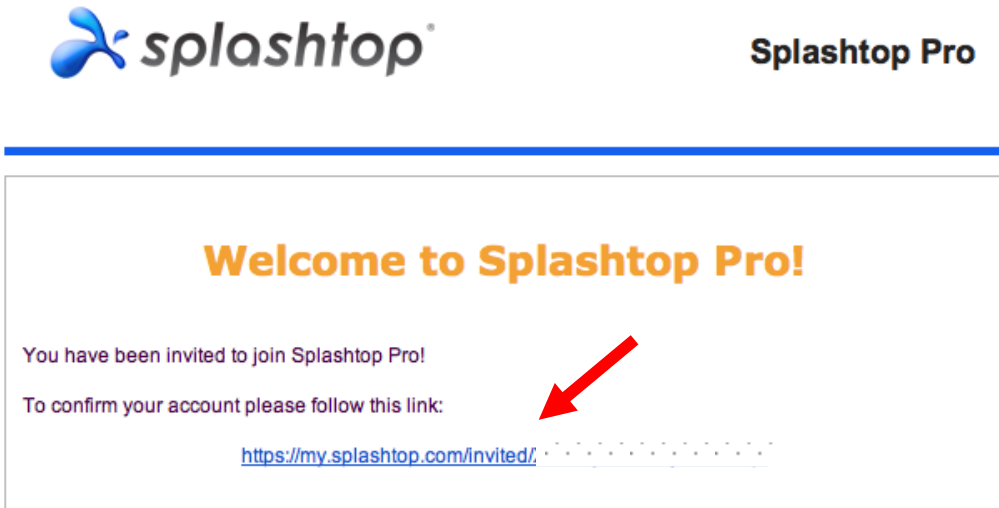 splashtop
Splashtop Pro
Welcome to Splashtop Pro!
You have been invited to join Splashtop Pro!
To confirm your account please follow this link:
https://my.splashtop.com/invited/